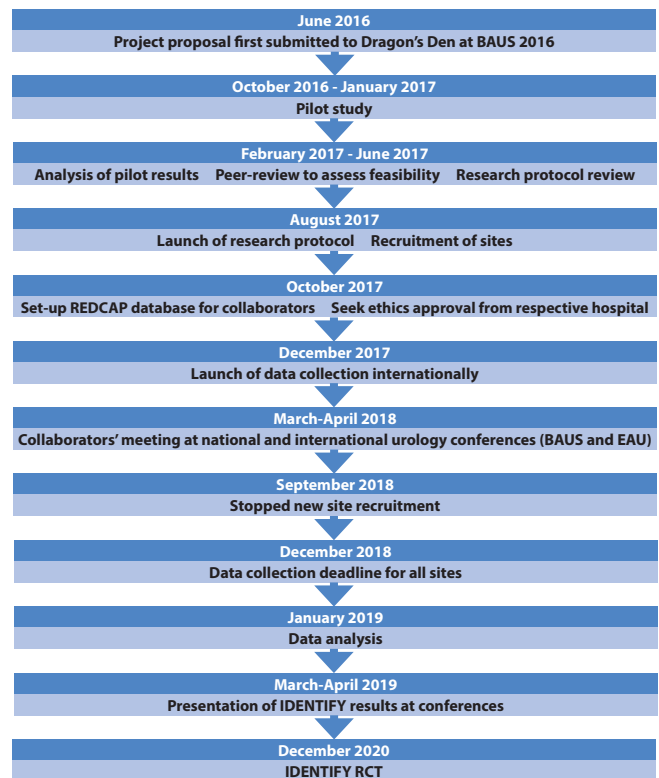 June 2016
Project proposal first submitted to Dragon's Den at BAUS 2016
October 2016 - January 2017
Pilot study
February 2017 - June 2017
Analysis of pilot results Peer-review to assess feasibility Research protocol review
August 2017
Launch of research protocol Recruitment of sites
October 2017
Set-up REDCAP database for collaborators Seek ethics approval from respective hospital
December 2017
Launch of data collection internationally
March-April 2018
Collaborators' meeting at national and international urology conferences (BAUS and EAU)
September 2018
Stopped new site recruitment
December 2018
Data collection deadline for all sites
January 2019
Data analysis
March-April 2019
Presentation of IDENTIFY results at conferences
December 2020
IDENTIFY RCT